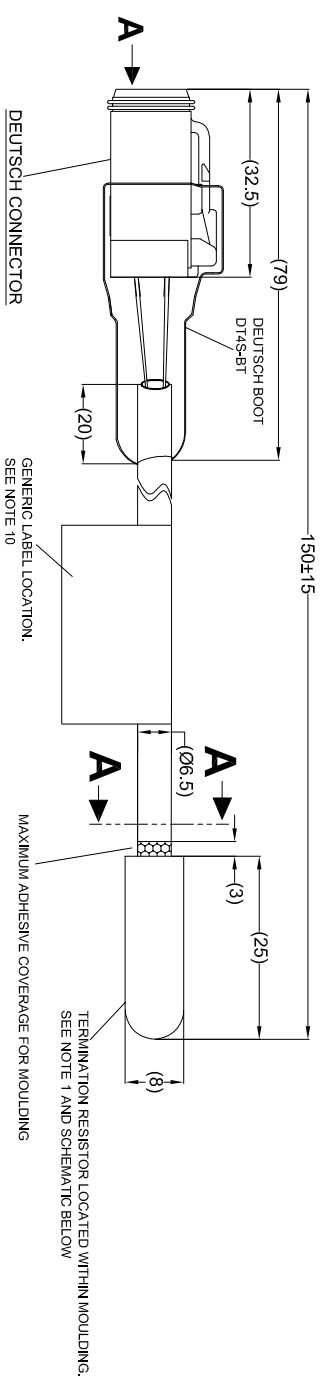 150±15
(79)
(32.5)
A
DEUTSCH CONNECTOR
DEUTSCH BOOT
DT4S-BT
(20)
GENERIC LABEL LOCATION.
SEE NOTE 10
(Ø6.5)
A
A
(3)
(25)
(8)
MAXIMUM ADHESIVE COVERAGE FOR MOULDING
TERMINATION RESISTOR LOCATED WITHIN MOULDING.
SEE NOTE 1 AND SCHEMATIC BELOW